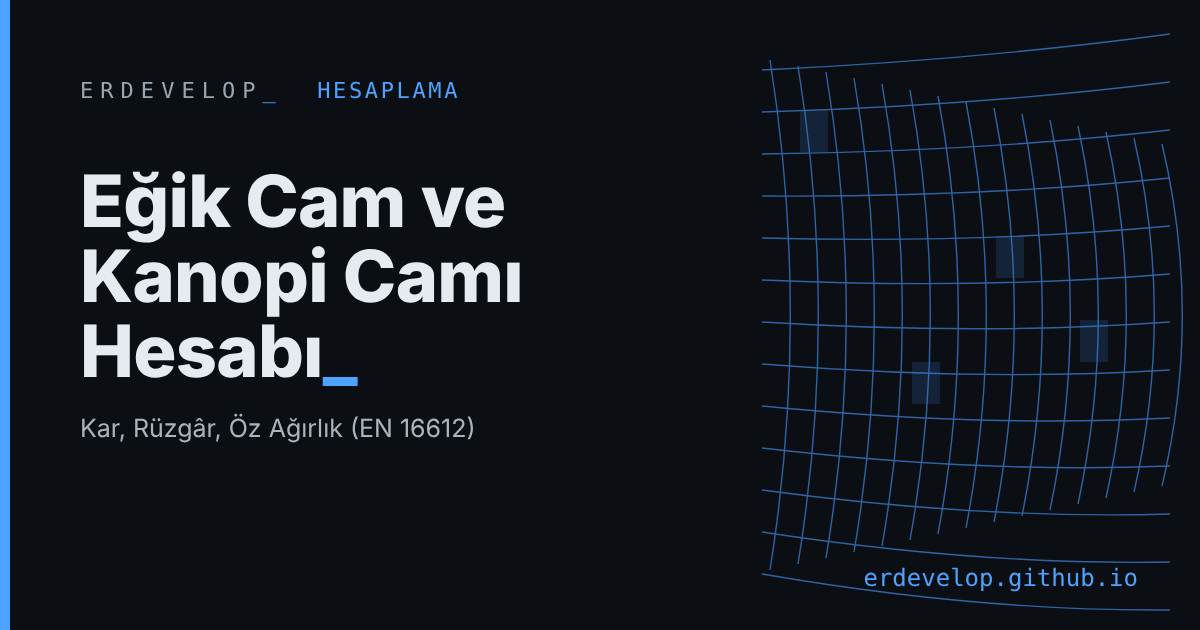 ERDEVELOP_ HESAPLAMA
Eğik Cam ve
Kanopi Camı
Hesabı_
Kar, Rüzgâr, Öz Ağırlık (EN 16612)
erdevelop.github.io